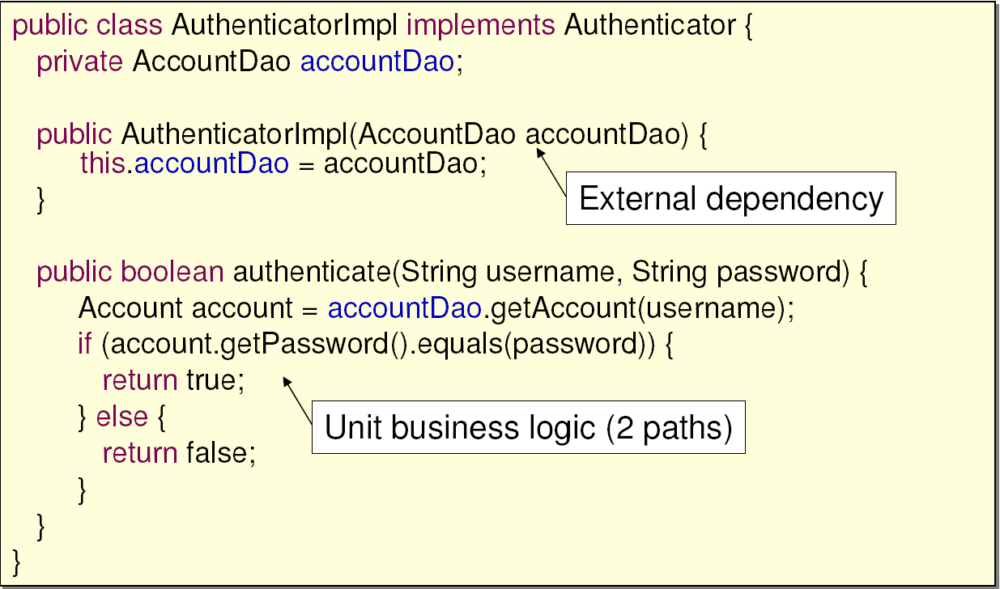 public class AuthenticatorImpl implements Authenticator {
private AccountDao accountDao;
public AuthenticatorImpl(AccountDao accountDao) {
this.accountDao = accountDao;
External dependency
}
public boolean authenticate(String username, String password) {
Account account = accountDao.getAccount(username);
if (account.getPassword().equals(password)) {
return true;
} else {
Unit business logic (2 paths)
return false;
}
}
}